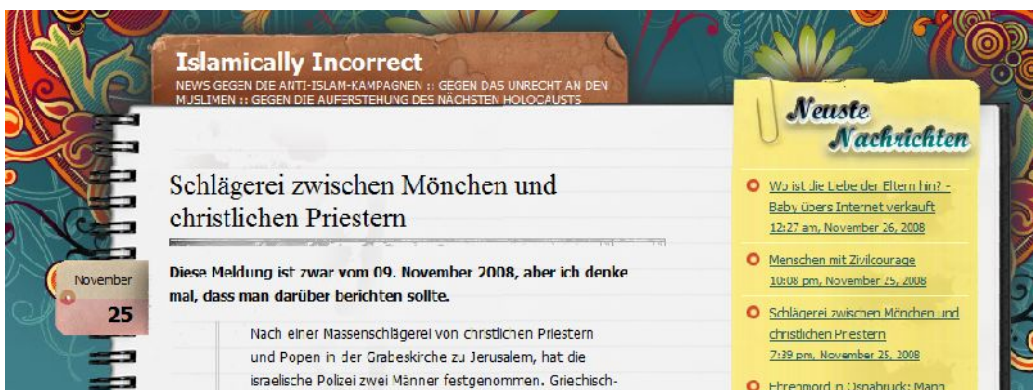 Islamically Incorrect
NEWS GEGEN DIE ANTI-ISLAM-KAMPAGNEN :: GEGEN DAS UNRECHT AN DEN
MUSLIMEN :: GEGEN DIE AUFERSTEHUNG DES NÄCHSTEN HOLOCAUSTS
Schlägerei zwischen Mönchen und
christlichen Priestern
November
25
Diese Meldung ist zwar vom 09. November 2008, aber ich denke
mal, dass man darüber berichten sollte.
Nach einer Massenschlägerei von christlichen Priestern
und Popen in der Grabeskirche zu Jerusalem, hat die
israelische Polizei zwei Männer festgenommen. Griechisch-
Neuste
Nachrichten
Wo ist die Liebe der Eltern hin? -
Baby übers Internet verkauft
12:27 am, November 26, 2008
Menschen mit Zivilcourage
10:08 pm, November 25, 2008
Schlägerei zwischen Mönchen und
christlichen Priestern
7:39 pm, November 25, 2008
Ehrenmord in Osnabrück: Mann